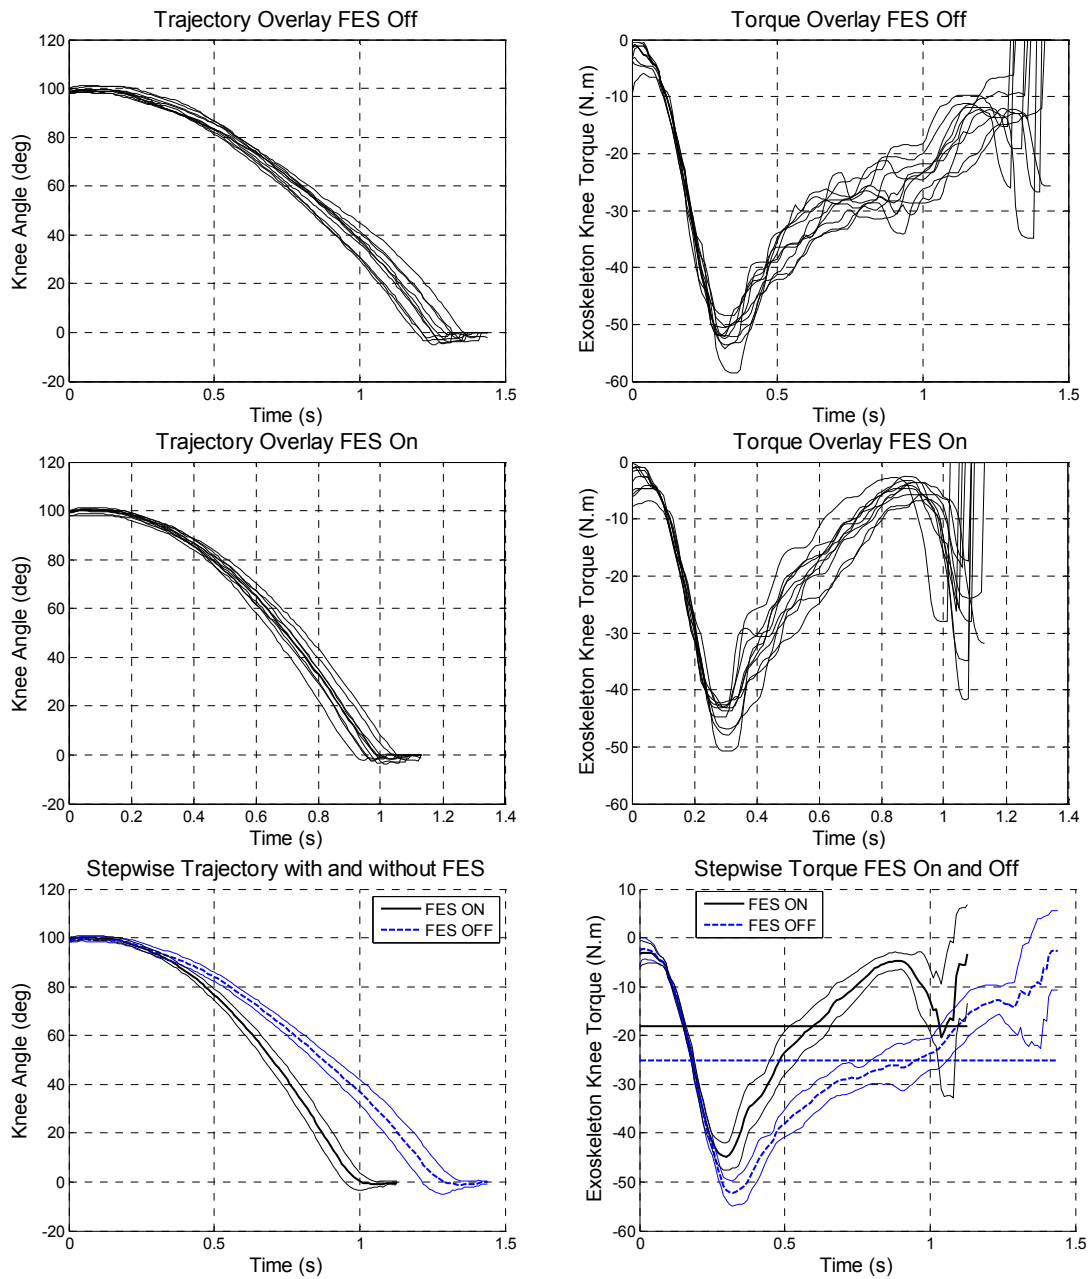 Trajectory Overlay FES Off
120
100
80
60
40
20
0
-20
Knee Angle (deg)
0 0.5 1 1.5
Time (s)
Torque Overlay FES Off
0
-10
-20
-30
-40
-50
-60
Exoskeleton Knee Torque (N.m)
0 0.5 1 1.5
Time (s)
Trajectory Overlay FES On
120
100
80
60
40
20
0
-20
Knee Angle (deg)
0 0.2 0.4 0.6 0.8 1 1.2 1.4
Time (s)
Torque Overlay FES On
0
-10
-20
-30
-40
-50
-60
Exoskeleton Knee Torque (N.m)
0 0.2 0.4 0.6 0.8 1 1.2 1.4
Time (s)
Stepwise Trajectory with and without FES
120
100
80
60
40
20
0
-20
Knee Angle (deg)
FES ON
FES OFF
0 0.5 1 1.5
Time (s)
Stepwise Torque FES On and Off
10
0
-10
-20
-30
-40
-50
-60
Exoskeleton Knee Torque (N.m)
FES ON
FES OFF
0 0.5 1 1.5
Time (s)